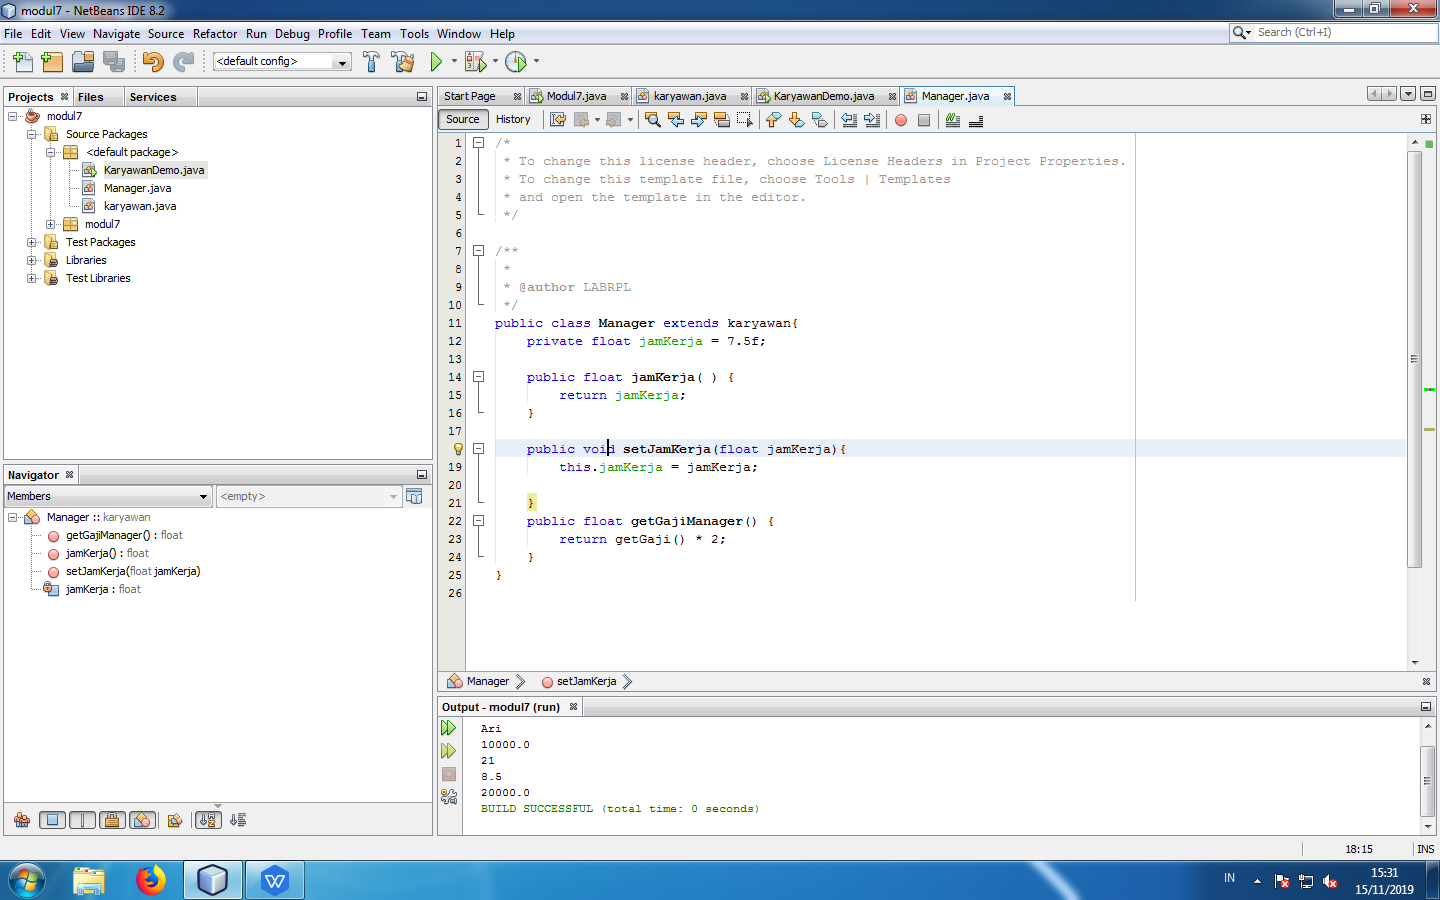 modul7 - NetBeans IDE 8.2
File Edit View Navigate Source Refactor Run Debug Profile Team Tools Window Help
Search (Ctrl+I)
<default config>
Projects Files Services
modul7
Source Packages
<default package>
KaryawanDemo.java
Manager.java
karyawan.java
modul7
Test Packages
Libraries
Test Libraries
Navigator
Members <empty>
Manager :: karyawan
getGajiManager() : float
jamKerja() : float
setJamKerja(float jamKerja)
jamKerja : float
Start Page Modul7.java karyawan.java KaryawanDemo.java Manager.java
Source History
1 /*
2 * To change this license header, choose License Headers in Project Properties.
3 * To change this template file, choose Tools | Templates
4 * and open the template in the editor.
5 */
6
7 /**
8 *
9 * @author LABRPL
10 */
11 public class Manager extends karyawan{
12 private float jamKerja = 7.5f;
13
14 public float jamKerja( ) {
15 return jamKerja;
16 }
17
public void setJamKerja(float jamKerja){
19 this.jamKerja = jamKerja;
20
21 }
22 public float getGajiManager() {
23 return getGaji() * 2;
24 }
25 }
26
Manager setJamKerja
Output - modul7 (run)
Ari
10000.0
21
8.5
20000.0
BUILD SUCCESSFUL (total time: 0 seconds)
18:15 INS
IN
15:31
15/11/2019